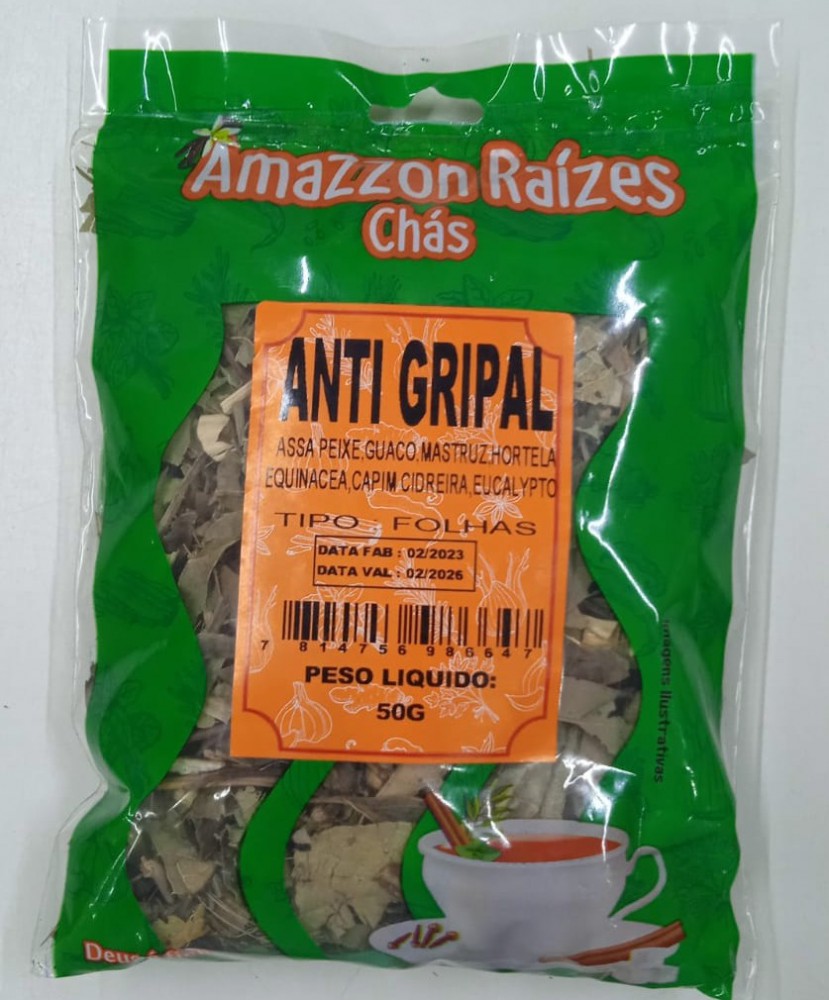 Amazzon Raízes
Chás
ANTI GRIPAL
ASSA PEIXE,GUACO,MASTRUZ,HORTELA
EQUINACEA,CAPIM CIDREIRA,EUCALYPTO
TIPO : FOLHAS
DATA FAB : 02/2023
DATA VAL : 02/2026
7 814756 986647
PESO LIQUIDO:
50G
Imagens Ilustrativas
Deus é